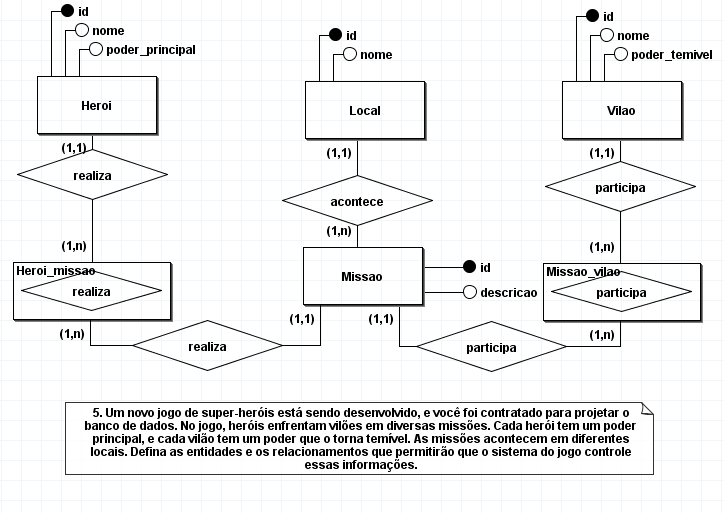 id
nome
poder_principal
Heroi
(1,1)
realiza
(1,n)
Heroi_missao
realiza
(1,n)
realiza
(1,1)
id
nome
Local
(1,1)
acontece
(1,n)
Missao
id
descricao
(1,1)
participa
id
nome
poder_temivel
Vilao
(1,1)
participa
(1,n)
Missao_vilao
participa
(1,n)
5. Um novo jogo de super-heróis está sendo desenvolvido, e você foi contratado para projetar o
banco de dados. No jogo, heróis enfrentam vilões em diversas missões. Cada herói tem um poder
principal, e cada vilão tem um poder que o torna temível. As missões acontecem em diferentes
locais. Defina as entidades e os relacionamentos que permitirão que o sistema do jogo controle
essas informações.